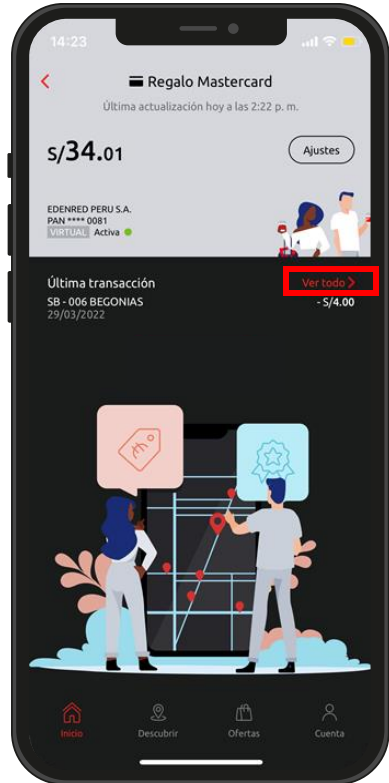 14:23
Regalo Mastercard
Última actualización hoy a las 2:22 p. m.
S/34.01
Ajustes
EDENRED PERU S.A.
PAN **** 0081
VIRTUAL Activa
Última transacción
Ver todo
SB - 006 BEGONIAS
- S/4.00
29/03/2022
Inicio
Descubrir
Ofertas
Cuenta